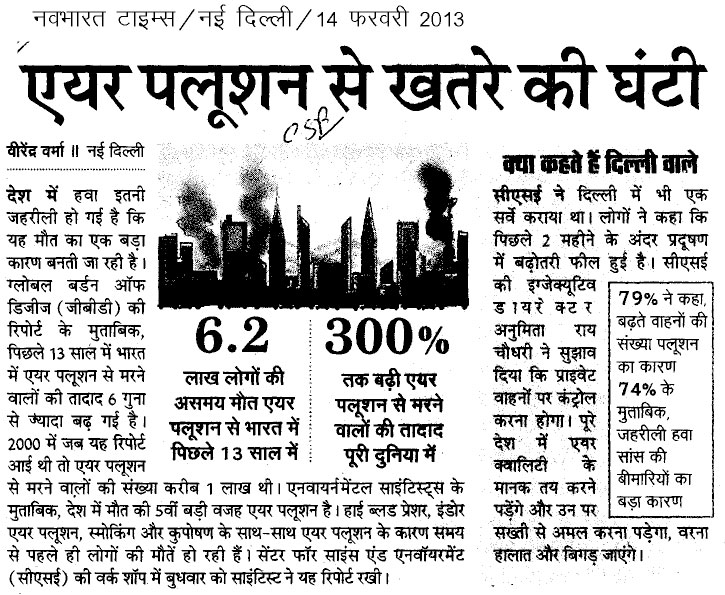 नवभारत टाइम्स/नई दिल्ली/14 फरवरी 2013
एयर पलूशन से खतरे की घंटी
CSE
वीरेंद्र वर्मा ॥ नई दिल्ली
देश में हवा इतनी
जहरीली हो गई है कि
यह मौत का एक बड़ा
कारण बनती जा रही है।
ग्लोबल बर्डन ऑफ
डिजीज (जीबीडी) की
रिपोर्ट के मुताबिक,
पिछले 13 साल में भारत
में एयर पलूशन से मरने
वालों की तादाद 6 गुना
से ज्यादा बढ़ गई है।
2000 में जब यह रिपोर्ट
आई थी तो एयर पलूशन
से मरने वालों की संख्या करीब 1 लाख थी। एनवायर्नमेंटल साइंटिस्ट्स के
मुताबिक, देश में मौत की 5वीं बड़ी वजह एयर पलूशन है। हाई ब्लड प्रेशर, इंडोर
एयर पलूशन, स्मोकिंग और कुपोषण के साथ-साथ एयर पलूशन के कारण समय
से पहले ही लोगों की मौतें हो रही हैं। सेंटर फॉर साइंस एंड एनवॉयरमेंट
(सीएसई) की वर्क शॉप में बुधवार को साइंटिस्ट ने यह रिपोर्ट रखी।
6.2
लाख लोगों की
असमय मौत एयर
पलूशन से भारत में
पिछले 13 साल में
300%
तक बढ़ी एयर
पलूशन से मरने
वालों की तादाद
पूरी दुनिया में
क्या कहते हैं दिल्ली वाले
सीएसई ने दिल्ली में भी एक
सर्वे कराया था। लोगों ने कहा कि
पिछले 2 महीने के अंदर प्रदूषण
में बढ़ोतरी फील हुई है। सीएसई
की इग्जेक्यूटिव
डायरेक्टर
अनुमिता राय
चौधरी ने सुझाव
दिया कि प्राइवेट
वाहनों पर कंट्रोल
करना होगा। पूरे
देश में एयर
क्वालिटी के
मानक तय करने
पड़ेंगे और उन पर
सख्ती से अमल करना पड़ेगा, वरना
हालात और बिगड़ जाएंगे।
79% ने कहा,
बढ़ते वाहनों की
संख्या पलूशन
का कारण
74% के
मुताबिक,
जहरीली हवा
सांस की
बीमारियों का
बड़ा कारण